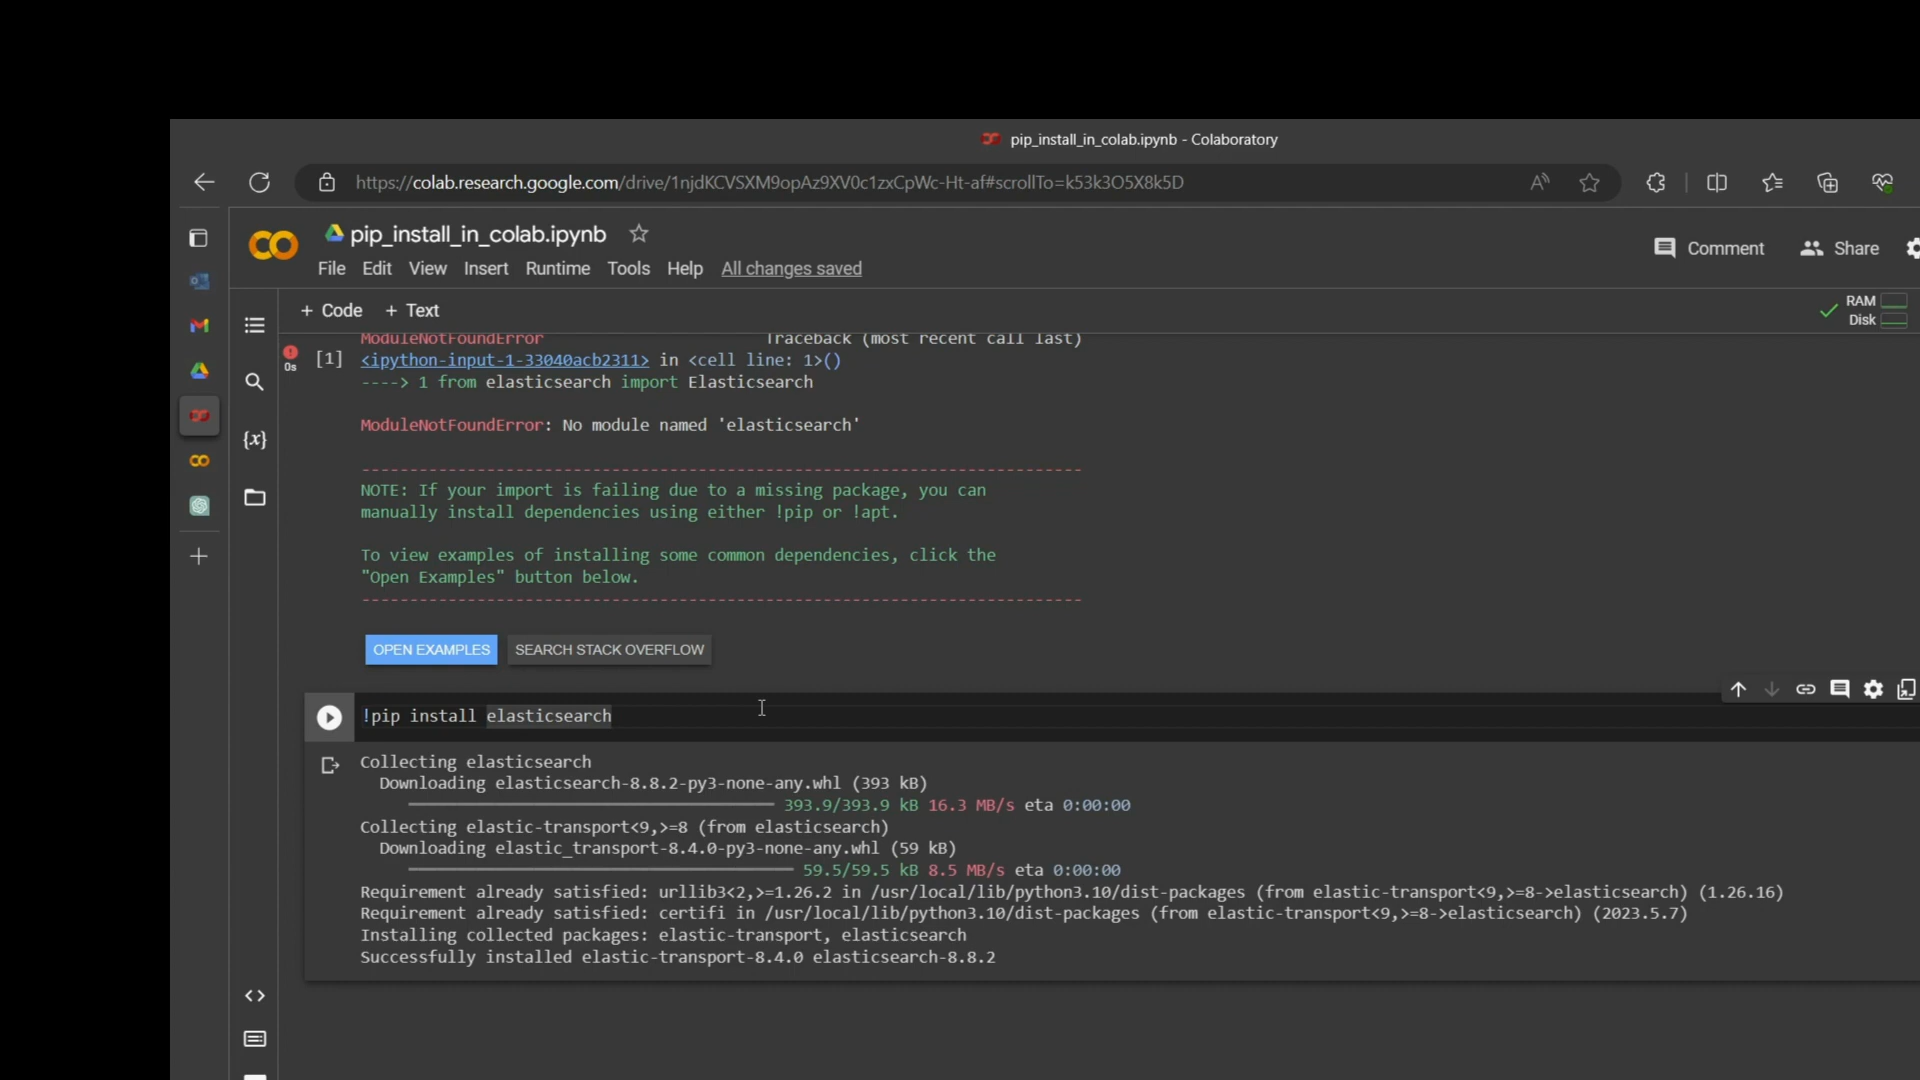 pip_install_in_colab.ipynb - Colaboratory
https://colab.research.google.com/drive/1njdKCVSXM9opAz9XV0c1zxCpWc-Ht-af#scrollTo=k53k3O5X8k5D
pip_install_in_colab.ipynb
Comment Share
File Edit View Insert Runtime Tools Help All changes saved
+ Code + Text
RAM
Disk
ModuleNotFoundError Traceback (most recent call last)
0s
[1] <ipython-input-1-33040acb2311> in <cell line: 1>()
----> 1 from elasticsearch import Elasticsearch
ModuleNotFoundError: No module named 'elasticsearch'
---------------------------------------------------------------------------
NOTE: If your import is failing due to a missing package, you can
manually install dependencies using either !pip or !apt.
To view examples of installing some common dependencies, click the
"Open Examples" button below.
---------------------------------------------------------------------------
OPEN EXAMPLES SEARCH STACK OVERFLOW
!pip install elasticsearch
Collecting elasticsearch
Downloading elasticsearch-8.8.2-py3-none-any.whl (393 kB)
393.9/393.9 kB 16.3 MB/s eta 0:00:00
Collecting elastic-transport<9,>=8 (from elasticsearch)
Downloading elastic_transport-8.4.0-py3-none-any.whl (59 kB)
59.5/59.5 kB 8.5 MB/s eta 0:00:00
Requirement already satisfied: urllib3<2,>=1.26.2 in /usr/local/lib/python3.10/dist-packages (from elastic-transport<9,>=8->elasticsearch) (1.26.16)
Requirement already satisfied: certifi in /usr/local/lib/python3.10/dist-packages (from elastic-transport<9,>=8->elasticsearch) (2023.5.7)
Installing collected packages: elastic-transport, elasticsearch
Successfully installed elastic-transport-8.4.0 elasticsearch-8.8.2